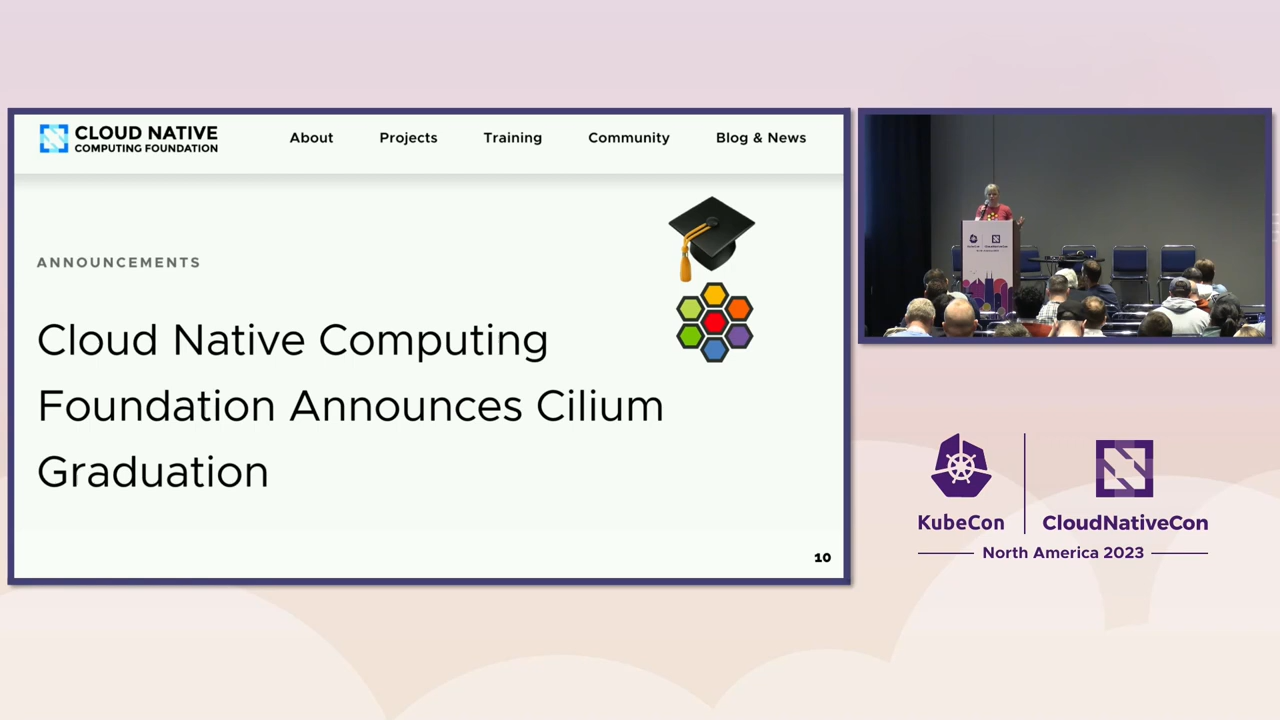 CLOUD NATIVE
COMPUTING FOUNDATION
About Projects Training Community Blog & News
ANNOUNCEMENTS
Cloud Native Computing
Foundation Announces Cilium
Graduation
10
KubeCon CloudNativeCon
North America 2023